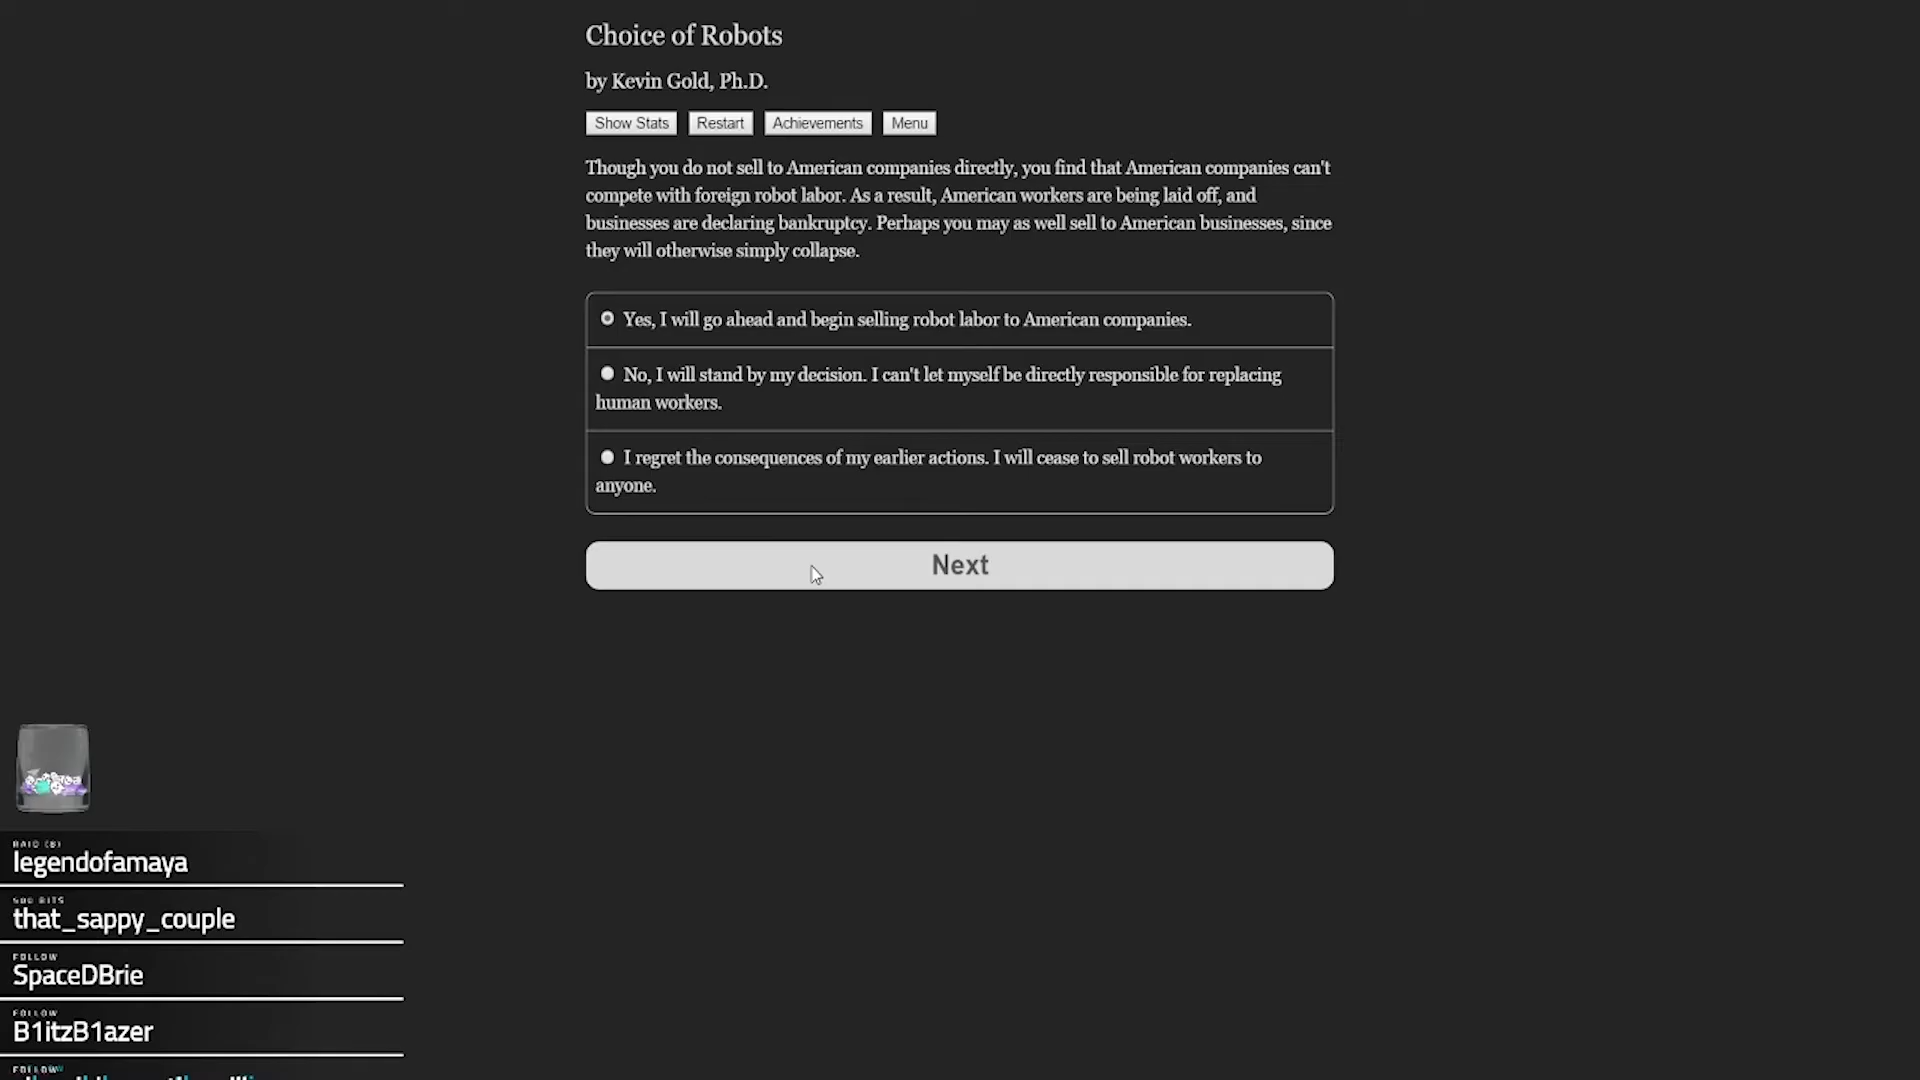 Choice of Robots
by Kevin Gold, Ph.D.
Show Stats Restart Achievements Menu
Though you do not sell to American companies directly, you find that American companies can't
compete with foreign robot labor. As a result, American workers are being laid off, and
businesses are declaring bankruptcy. Perhaps you may as well sell to American businesses, since
they will otherwise simply collapse.
Yes, I will go ahead and begin selling robot labor to American companies.
No, I will stand by my decision. I can't let myself be directly responsible for replacing
human workers.
I regret the consequences of my earlier actions. I will cease to sell robot workers to
anyone.
Next
RAID (8)
legendofamaya
500 BITS
that_sappy_couple
FOLLOW
SpaceDBrie
FOLLOW
B1itzB1azer
FOLLOW